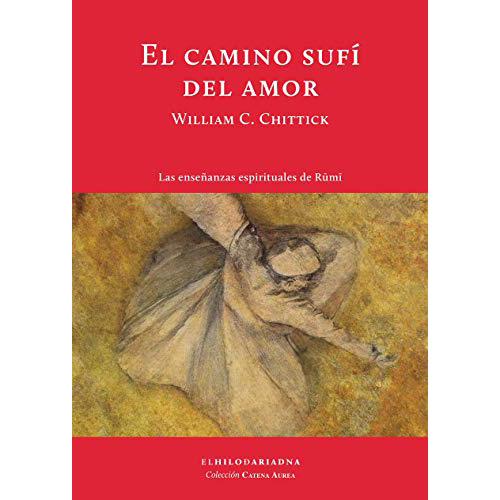 El camino sufí
del amor
William C. Chittick
Las enseñanzas espirituales de Rūmī
ELHILODARIADNA
Colección Catena Aurea